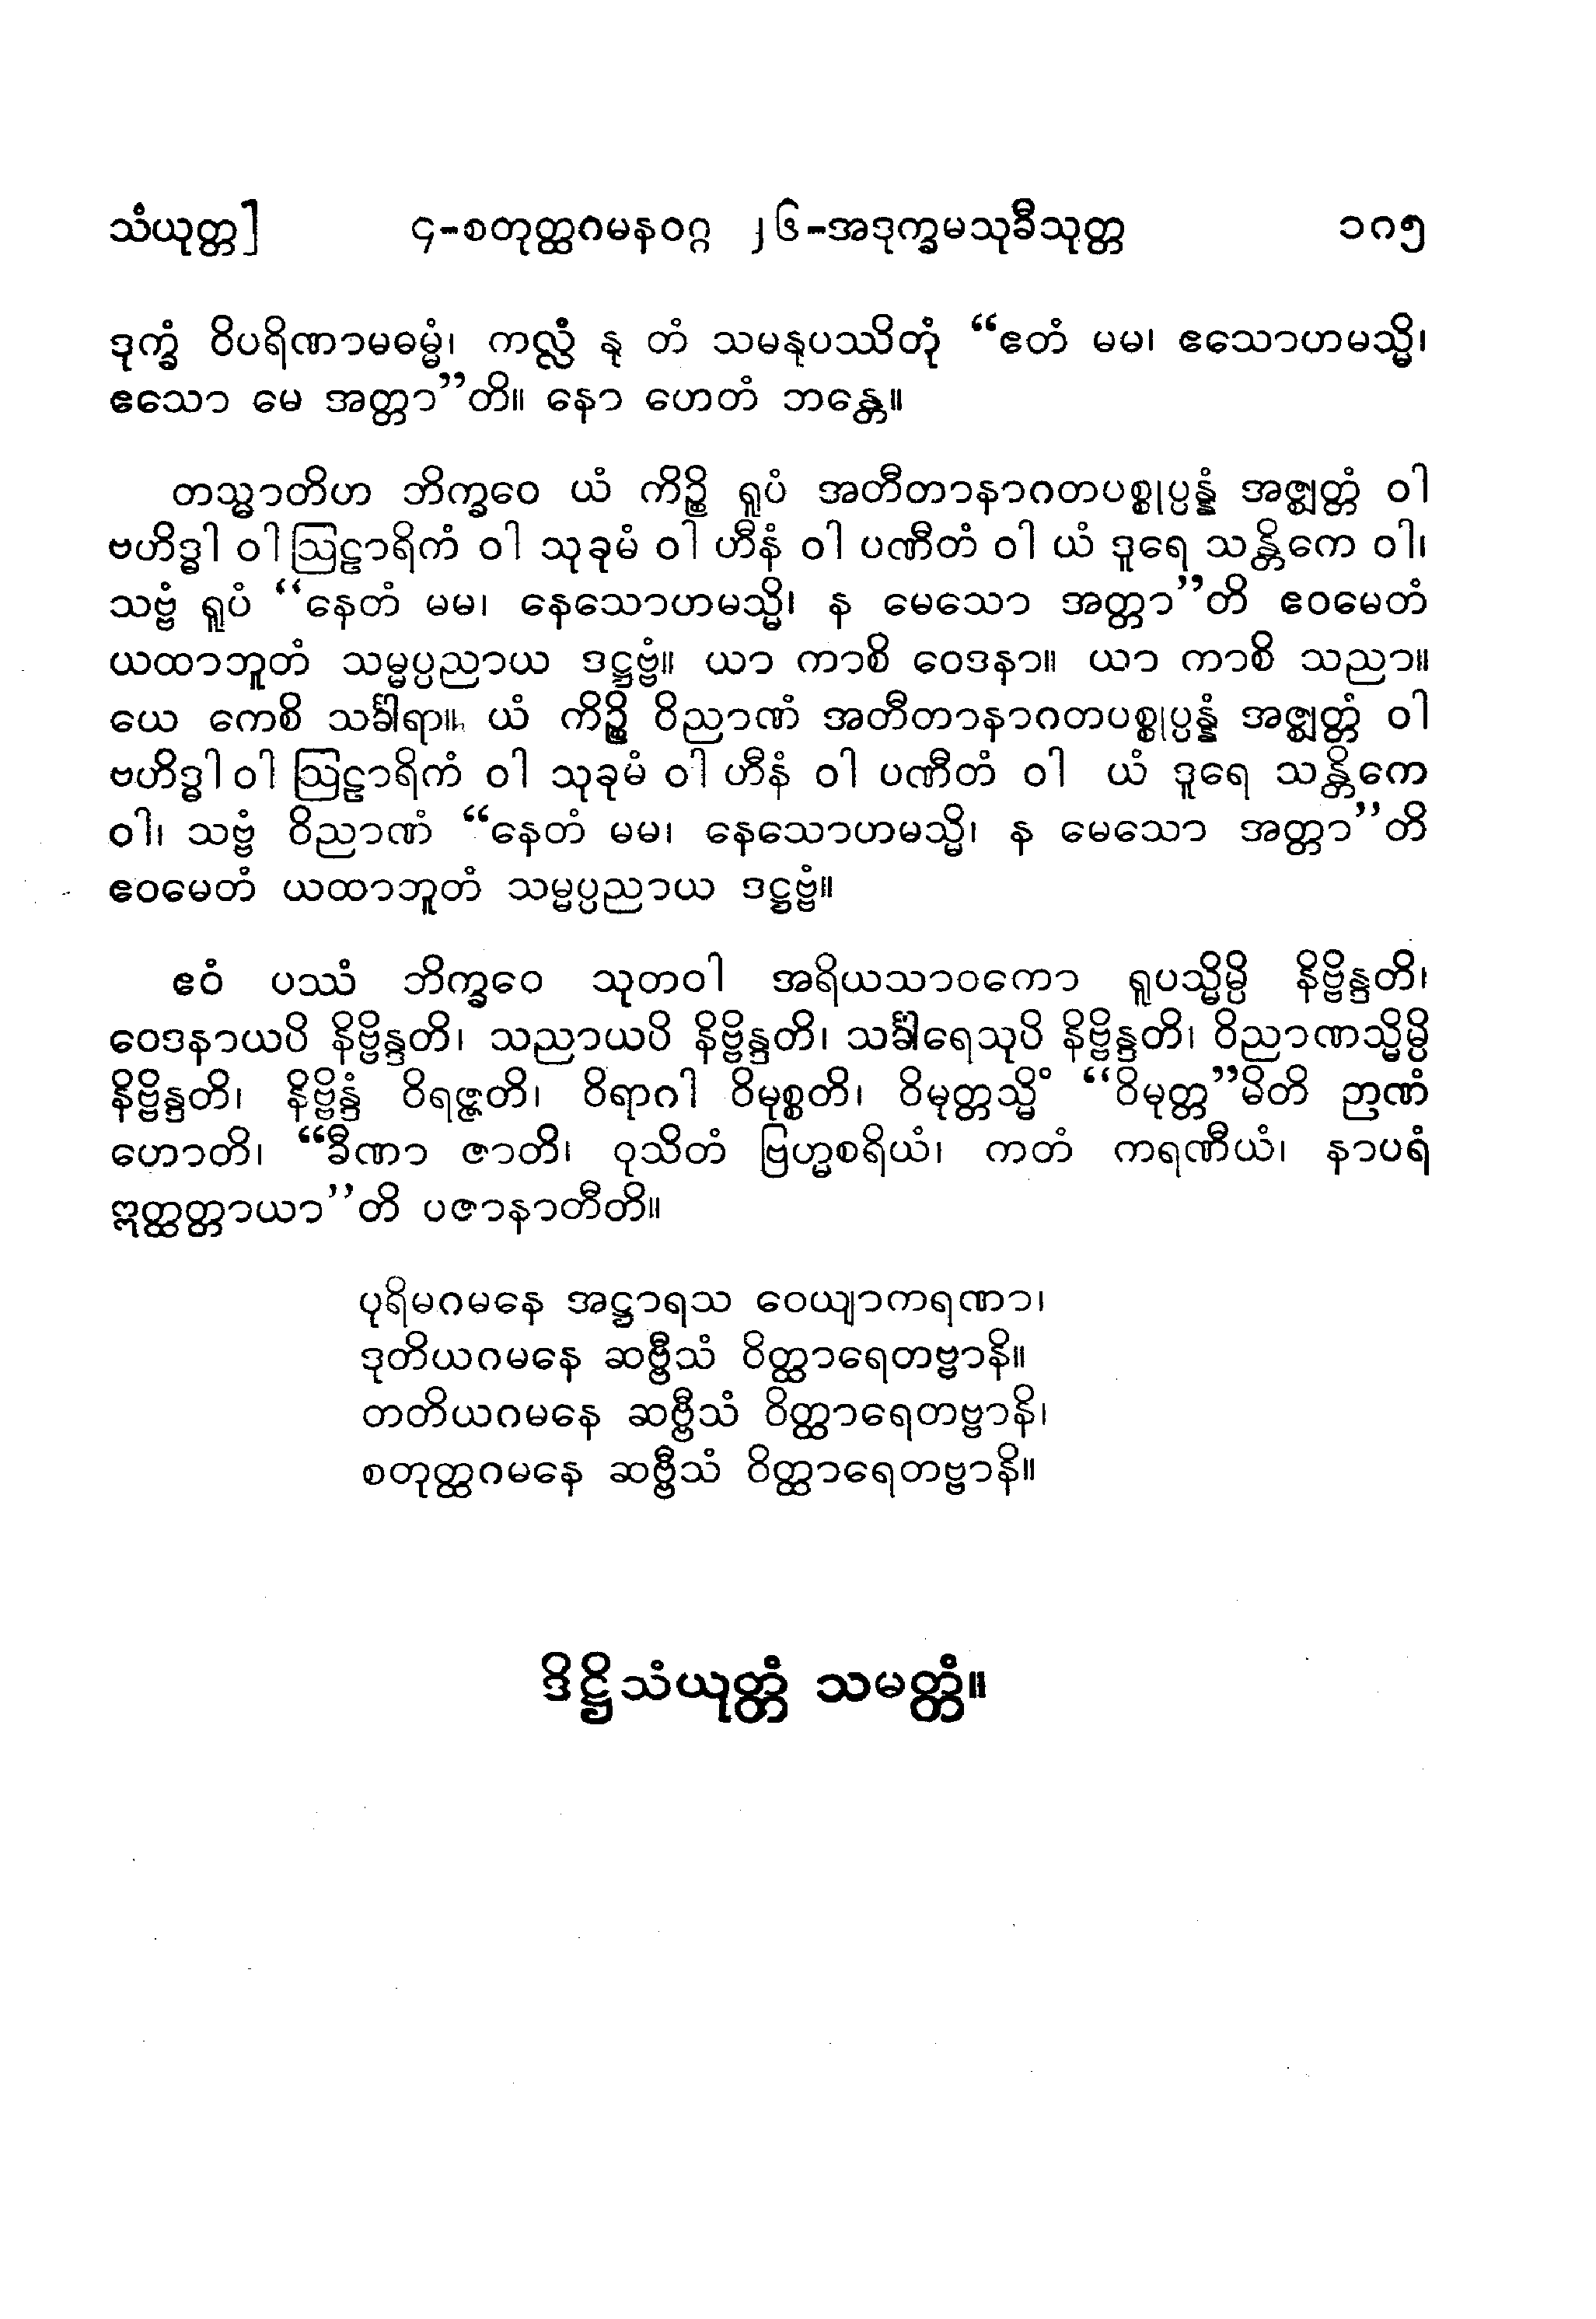 သံယုတ္တ]	၄-စတုတ္ထဂမနဝဂ္ဂ ၂၆-အဒုက္ခမသုခီသုတ္တ	၁ဂ၅
ဒုက္ခံ ဝိပရိဏာမဓမ္မံ၊ ကလ္လံ နု တံ သမနုပဿိတုံ “ဧတံ မမ၊ ဧသောဟမသ္မိ၊
ဧသော မေ အတ္တာ”တိ။ နော ဟေတံ ဘန္တေ။
တသ္မာတိဟ ဘိက္ခဝေ ယံ ကိဉ္စိ ရူပံ အတီတာနာဂတပစ္စုပ္ပန္နံ အဇ္ဈတ္တံ ဝါ
ဗဟိဒ္ဓါ ဝါ ဩဠာရိကံ ဝါ သုခုမံ ဝါ ဟီနံ ဝါ ပဏီတံ ဝါ ယံ ဒူရေ သန္တိကေ ဝါ၊
သဗ္ဗံ ရူပံ “နေတံ မမ၊ နေသောဟမသ္မိ၊ န မေသော အတ္တာ”တိ ဧဝမေတံ
ယထာဘူတံ သမ္မပ္ပညာယ ဒဋ္ဌဗ္ဗံ။ ယာ ကာစိ ဝေဒနာ။ ယာ ကာစိ သညာ။
ယေ ကေစိ သင်္ခါရာ။ ယံ ကိဉ္စိ ဝိညာဏံ အတီတာနာဂတပစ္စုပ္ပန္နံ အဇ္ဈတ္တံ ဝါ
ဗဟိဒ္ဓါ ဝါ ဩဠာရိကံ ဝါ သုခုမံ ဝါ ဟီနံ ဝါ ပဏီတံ ဝါ ယံ ဒူရေ သန္တိကေ
ဝါ၊ သဗ္ဗံ ဝိညာဏံ “နေတံ မမ၊ နေသောဟမသ္မိ၊ န မေသော အတ္တာ”တိ
ဧဝမေတံ ယထာဘူတံ သမ္မပ္ပညာယ ဒဋ္ဌဗ္ဗံ။
ဧဝံ ပဿံ ဘိက္ခဝေ သုတဝါ အရိယသာဝကော ရူပသ္မိမ္ပိ နိဗ္ဗိန္ဒတိ၊
ဝေဒနာယပိ နိဗ္ဗိန္ဒတိ၊ သညာယပိ နိဗ္ဗိန္ဒတိ၊ သင်္ခါရေသုပိ နိဗ္ဗိန္ဒတိ၊ ဝိညာဏသ္မိမ္ပိ
နိဗ္ဗိန္ဒတိ၊ နိဗ္ဗိန္ဒံ ဝိရဇ္ဇတိ၊ ဝိရာဂါ ဝိမုစ္စတိ၊ ဝိမုတ္တသ္မိံ “ဝိမုတ္တ”မိတိ ဉာဏံ
ဟောတိ၊ “ခီဏာ ဇာတိ၊ ဝုသိတံ ဗြဟ္မစရိယံ၊ ကတံ ကရဏီယံ၊ နာပရံ
ဣတ္ထတ္တာယာ”တိ ပဇာနာတီတိ။
ပုရိမဂမနေ အဋ္ဌာရသ ဝေယျာကရဏာ၊
ဒုတိယဂမနေ ဆဗ္ဗီသံ ဝိတ္ထာရေတဗ္ဗာနိ။
တတိယဂမနေ ဆဗ္ဗီသံ ဝိတ္ထာရေတဗ္ဗာနိ၊
စတုတ္ထဂမနေ ဆဗ္ဗီသံ ဝိတ္ထာရေတဗ္ဗာနိ။
ဒိဋ္ဌိသံယုတ္တံ သမတ္တံ။